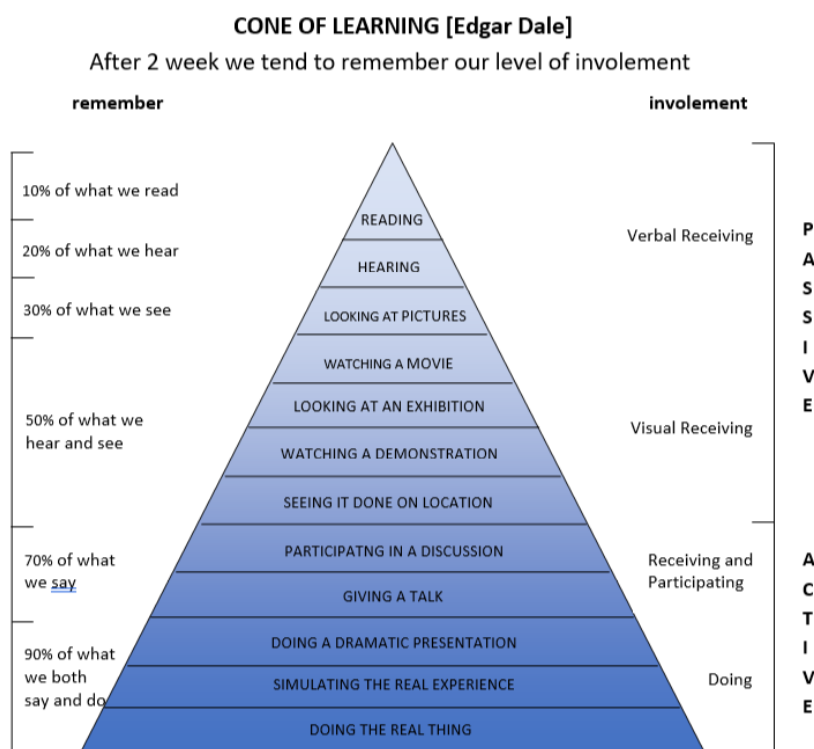 CONE OF LEARNING [Edgar Dale]
After 2 week we tend to remember our level of involement
remember
involement
10% of what we read
20% of what we hear
30% of what we see
50% of what we
hear and see
70% of what
we say
90% of what
we both
say and do
READING
HEARING
LOOKING AT PICTURES
WATCHING A MOVIE
LOOKING AT AN EXHIBITION
WATCHING A DEMONSTRATION
SEEING IT DONE ON LOCATION
PARTICIPATNG IN A DISCUSSION
GIVING A TALK
DOING A DRAMATIC PRESENTATION
SIMULATING THE REAL EXPERIENCE
DOING THE REAL THING
Verbal Receiving
Visual Receiving
Receiving and
Participating
Doing
PASSIVE
ACTIVE